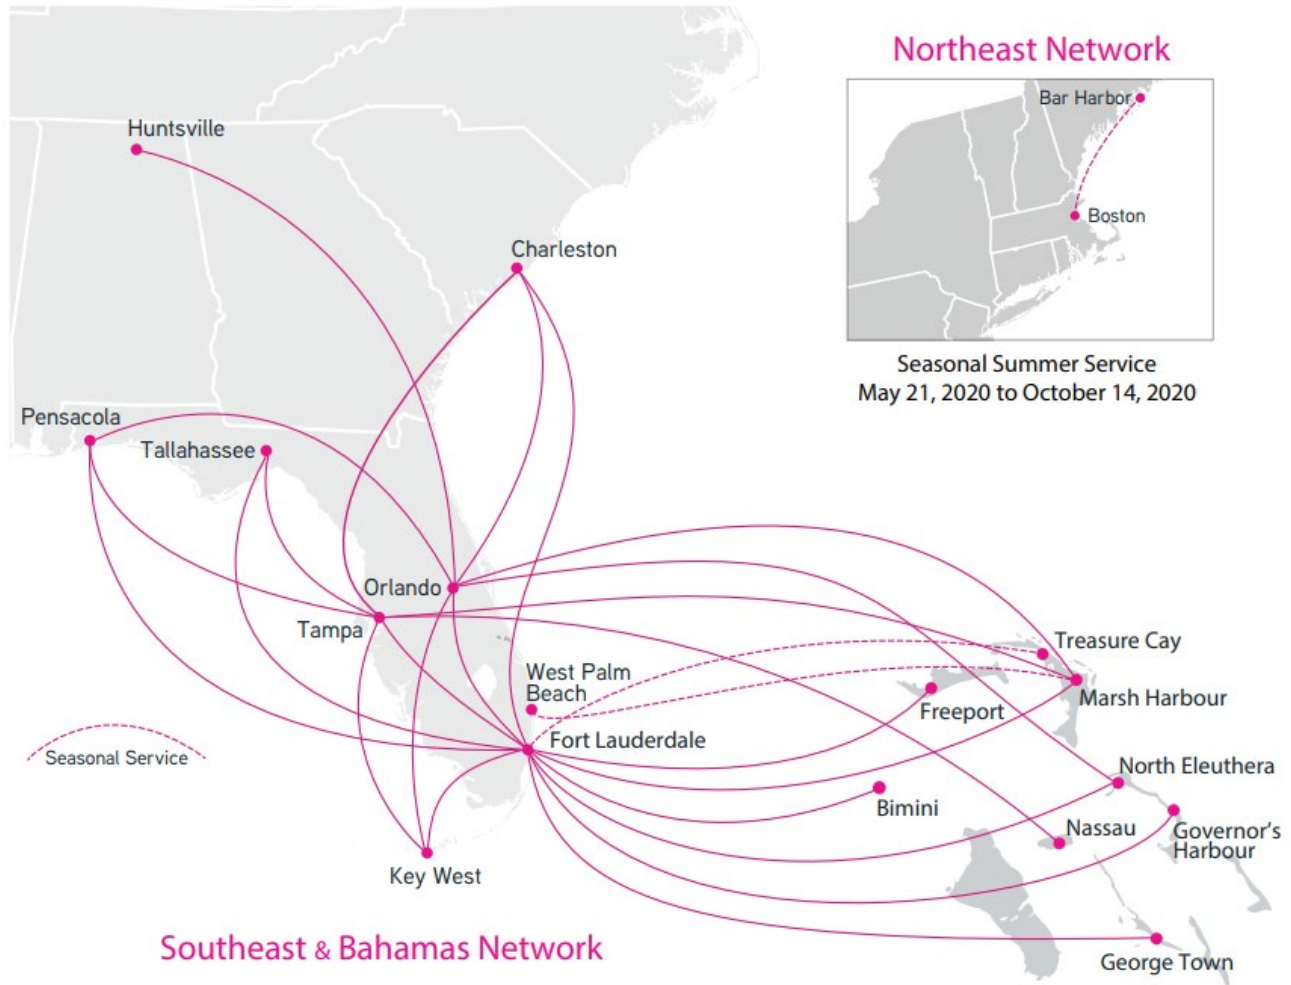 Northeast Network
Bar Harbor
Boston
Seasonal Summer Service
May 21, 2020 to October 14, 2020
Huntsville
Charleston
Pensacola
Tallahassee
Orlando
Tampa
West Palm
Beach
Fort Lauderdale
Key West
Treasure Cay
Marsh Harbour
Freeport
North Eleuthera
Bimini
Nassau
Governor's
Harbour
George Town
Seasonal Service
Southeast & Bahamas Network